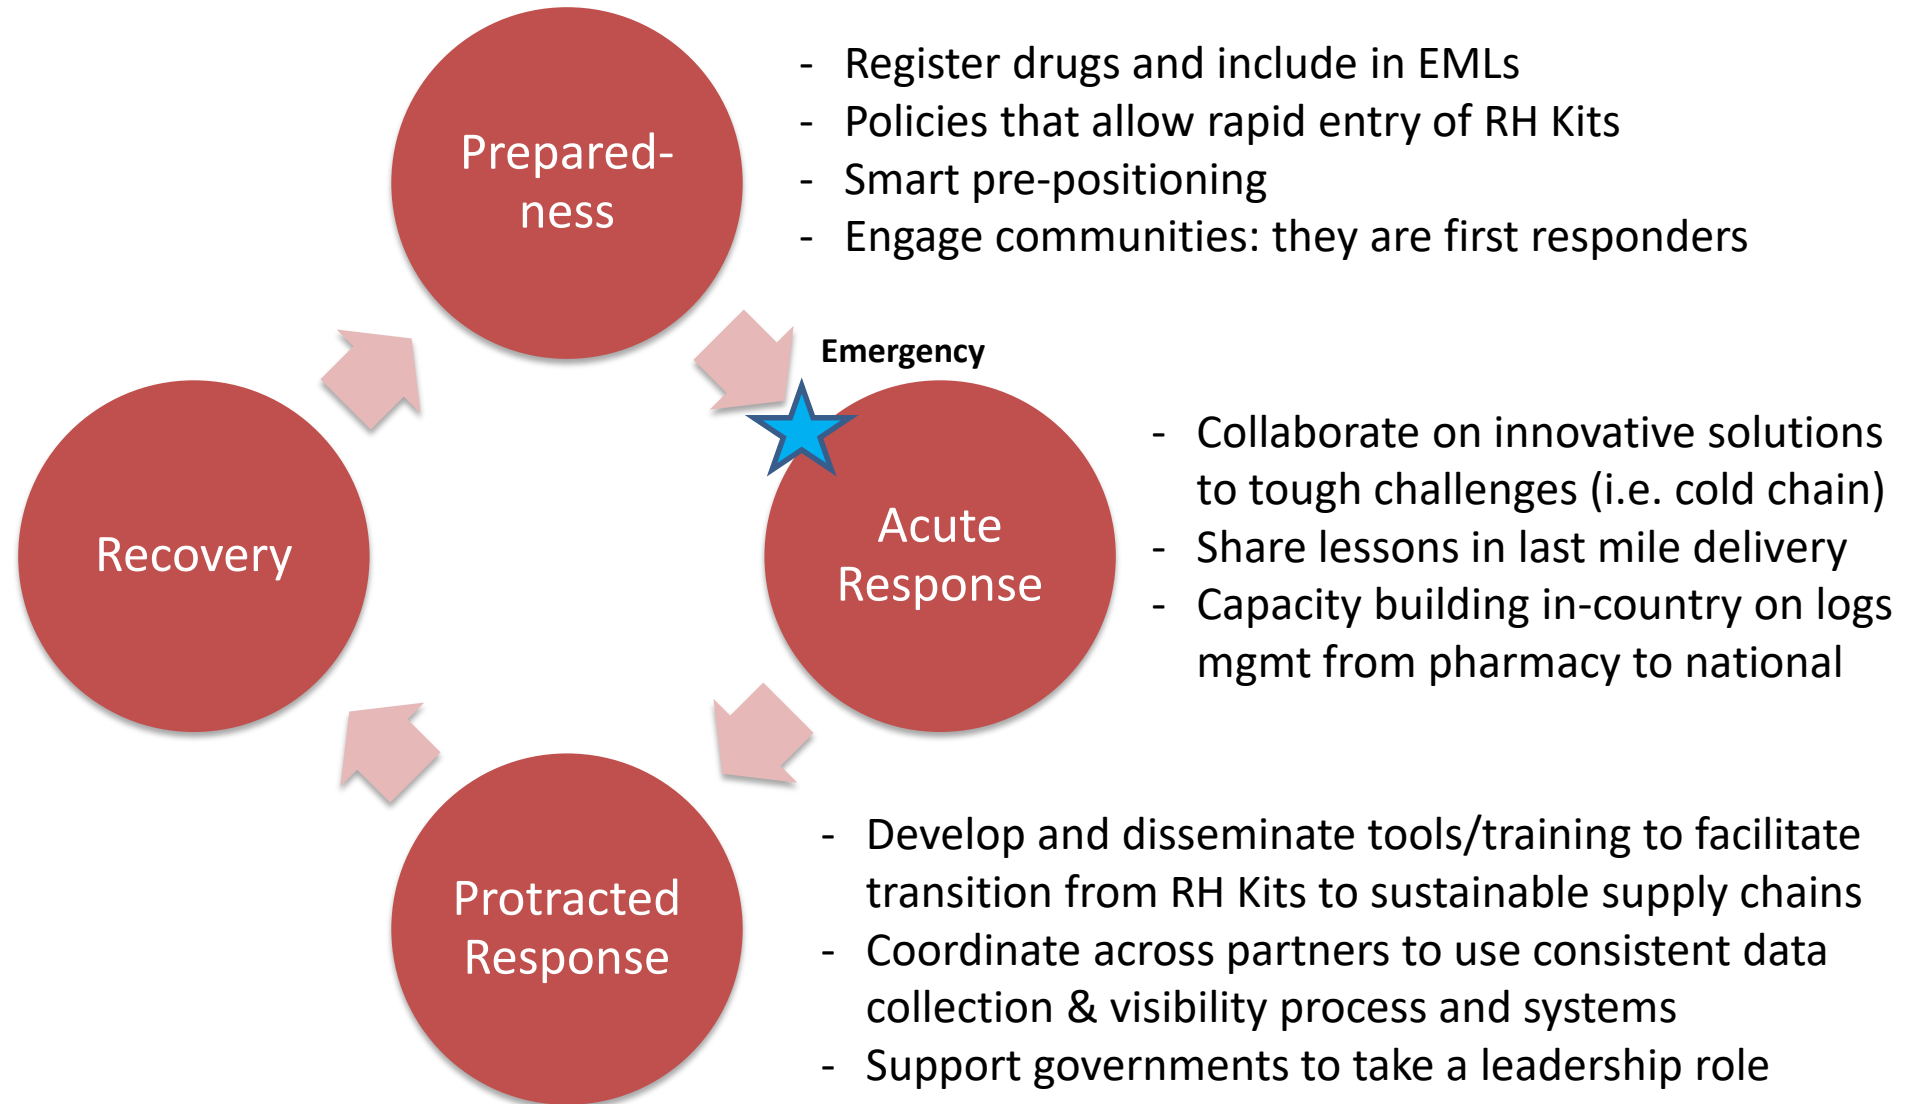 Prepared-
ness
- Register drugs and include in EMLs
- Policies that allow rapid entry of RH Kits
- Smart pre-positioning
- Engage communities: they are first responders
Emergency
Acute
Response
- Collaborate on innovative solutions
to tough challenges (i.e. cold chain)
- Share lessons in last mile delivery
- Capacity building in-country on logs
mgmt from pharmacy to national
Recovery
Protracted
Response
- Develop and disseminate tools/training to facilitate
transition from RH Kits to sustainable supply chains
- Coordinate across partners to use consistent data
collection & visibility process and systems
- Support governments to take a leadership role